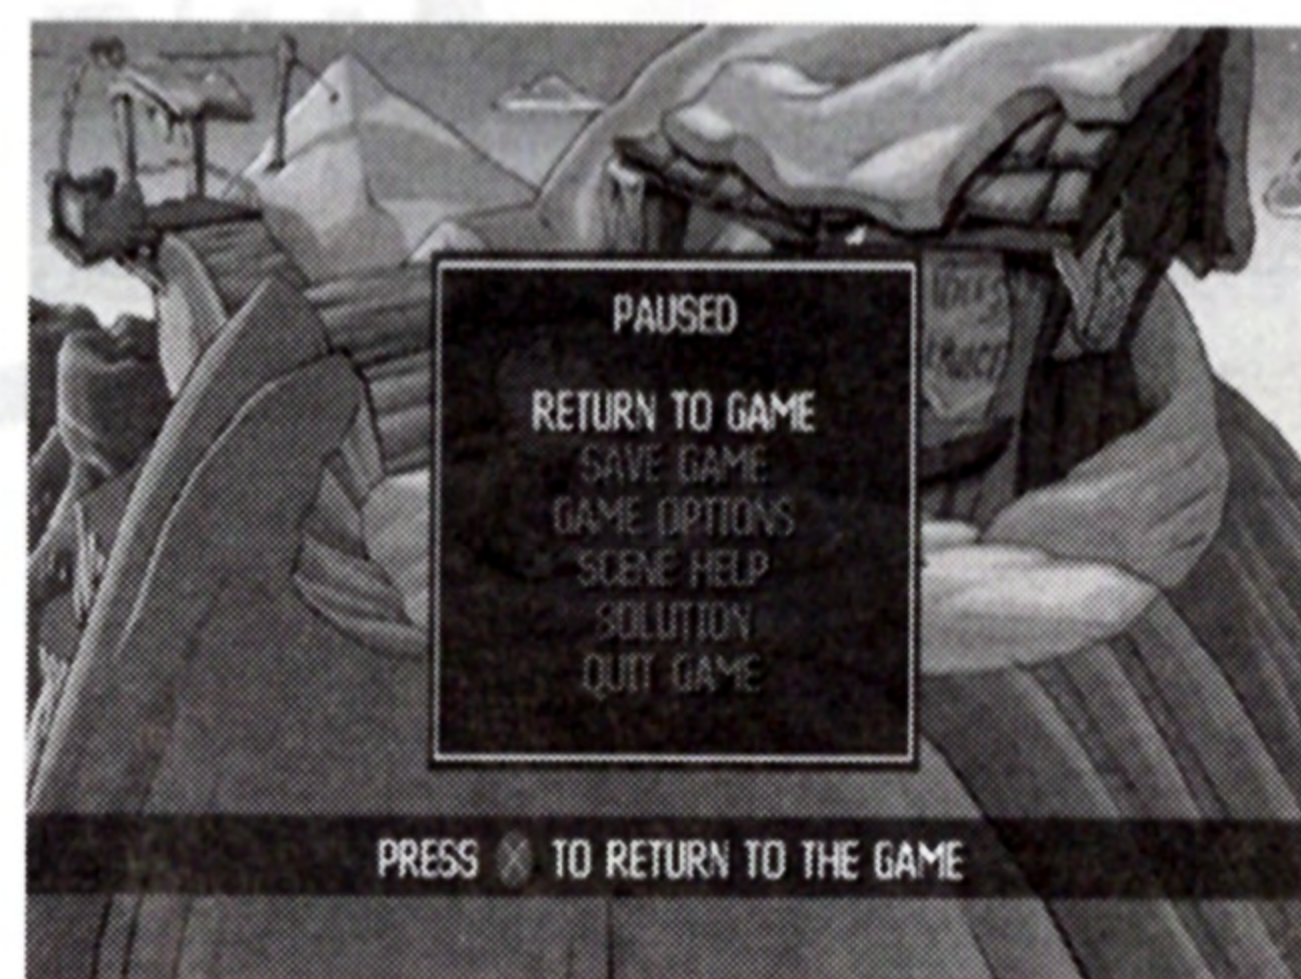 PAUSED
RETURN TO GAME
SAVE GAME
GAME OPTIONS
SCENE HELP
SOLUTION
QUIT GAME
PRESS X TO RETURN TO THE GAME